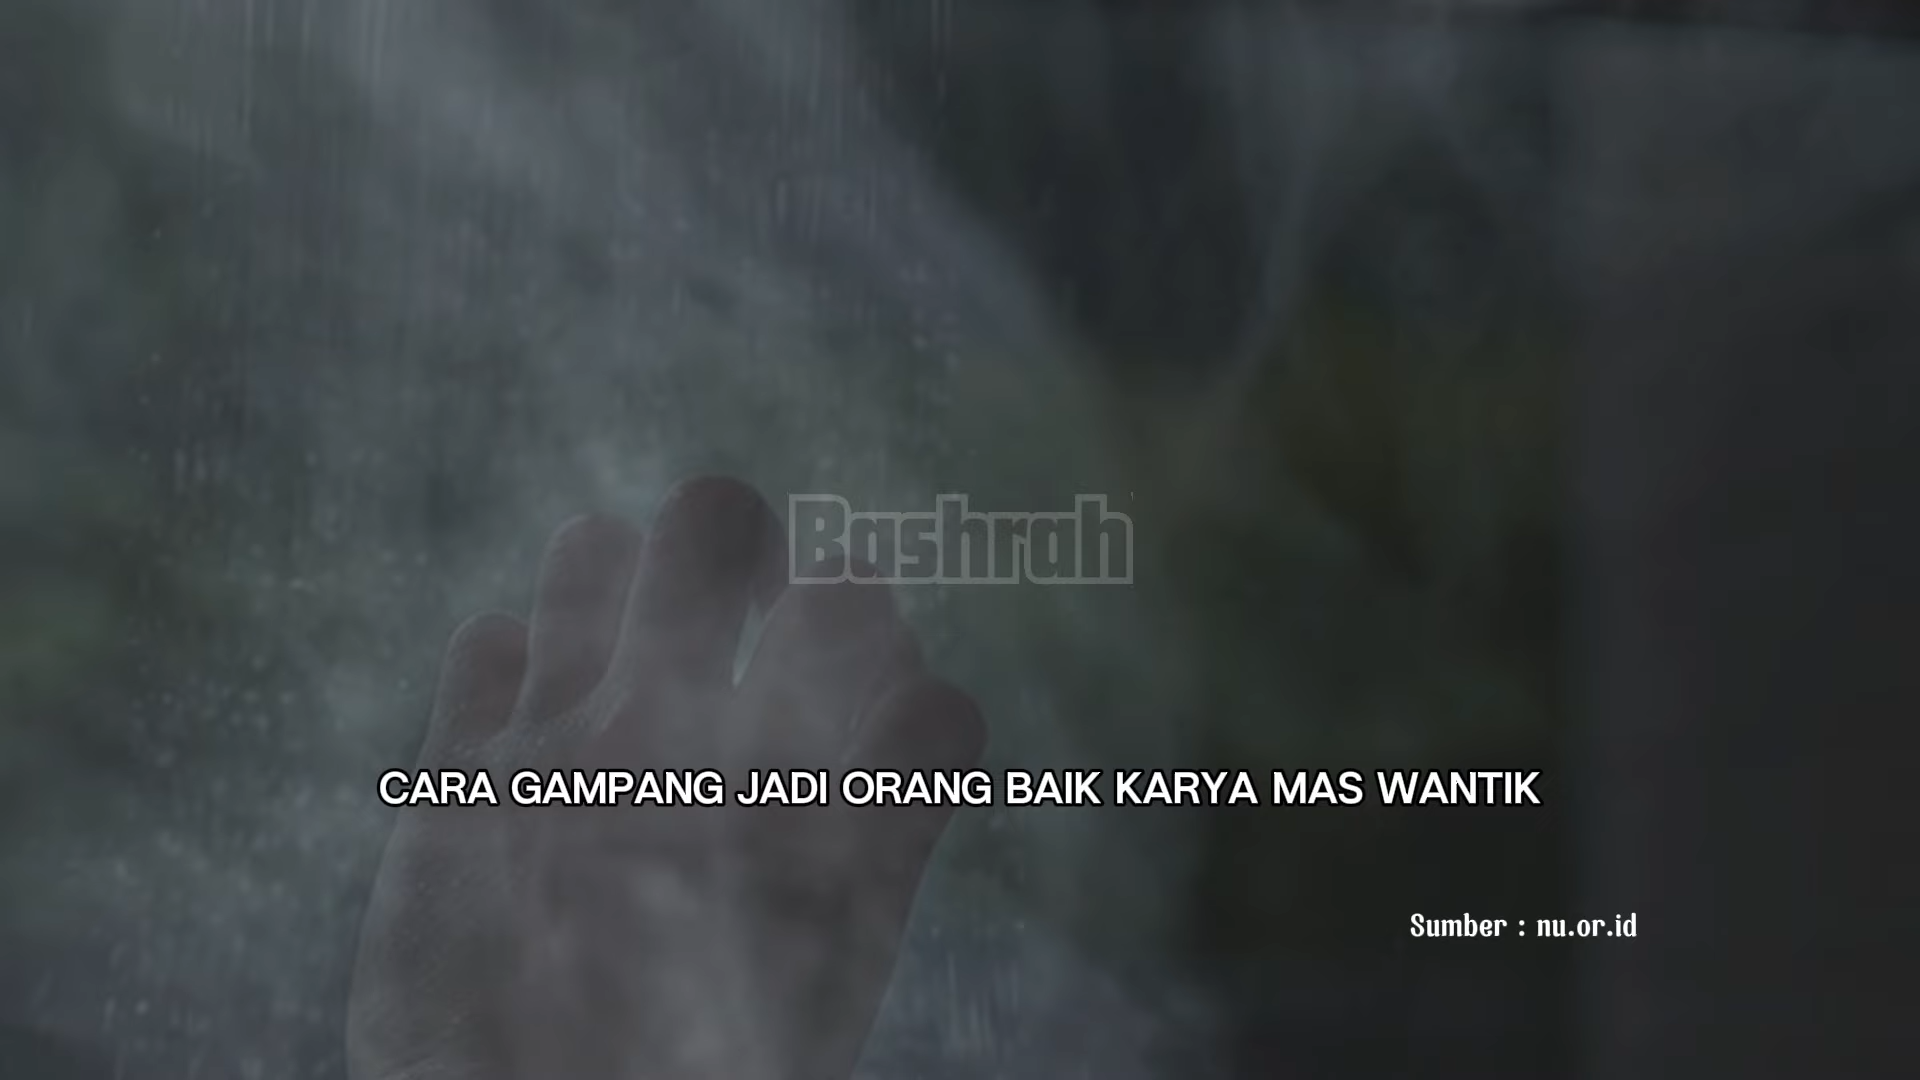 Bashrah
CARA GAMPANG JADI ORANG BAIK KARYA MAS WANTIK
Sumber : nu.or.id